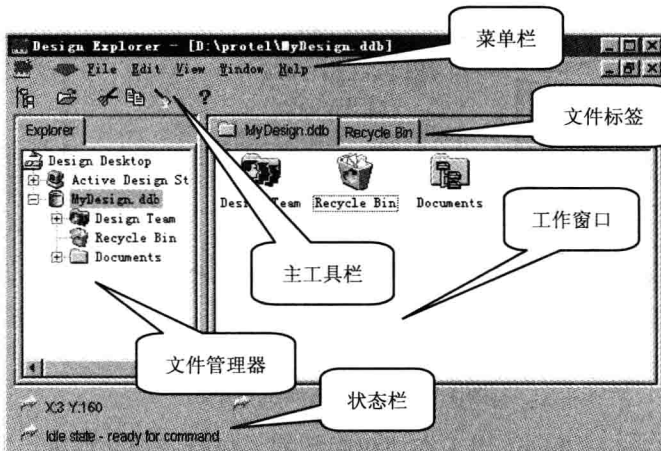 Design Explorer - [D:\protel\MyDesign.ddb]
菜单栏
File Edit View Window Help
?
文件标签
Explorer
MyDesign.ddb Recycle Bin
Design Desktop
Active Design St
MyDesign.ddb
Design Team
Recycle Bin
Documents
Design Team Recycle Bin Documents
工作窗口
主工具栏
文件管理器
状态栏
X:3 Y:160
Idle state - ready for command